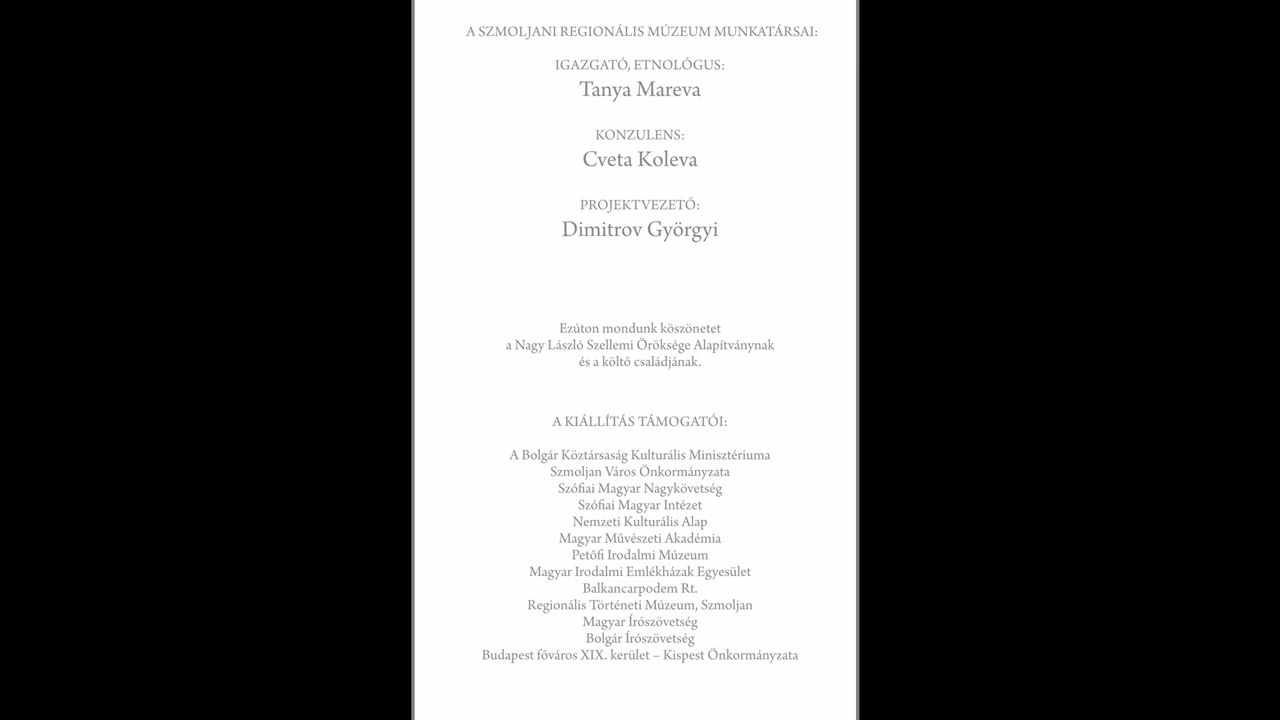 A SZMOLJANI REGIONÁLIS MÚZEUM MUNKATÁRSAI:
IGAZGATÓ, ETNOLÓGUS:
Tanya Mareva
KONZULENS:
Cveta Koleva
PROJEKTVEZETŐ:
Dimitrov Györgyi
Ezúton mondunk köszönetet
a Nagy László Szellemi Öröksége Alapítványnak
és a költő családjának.
A KIÁLLÍTÁS TÁMOGATÓI:
A Bolgár Köztársaság Kulturális Minisztériuma
Szmoljan Város Önkormányzata
Szófiai Magyar Nagykövetség
Szófiai Magyar Intézet
Nemzeti Kulturális Alap
Magyar Művészeti Akadémia
Petőfi Irodalmi Múzeum
Magyar Irodalmi Emlékházak Egyesület
Balkancarpodem Rt.
Regionális Történeti Múzeum, Szmoljan
Magyar Írószövetség
Bolgár Írószövetség
Budapest főváros XIX. kerület – Kispest Önkormányzata